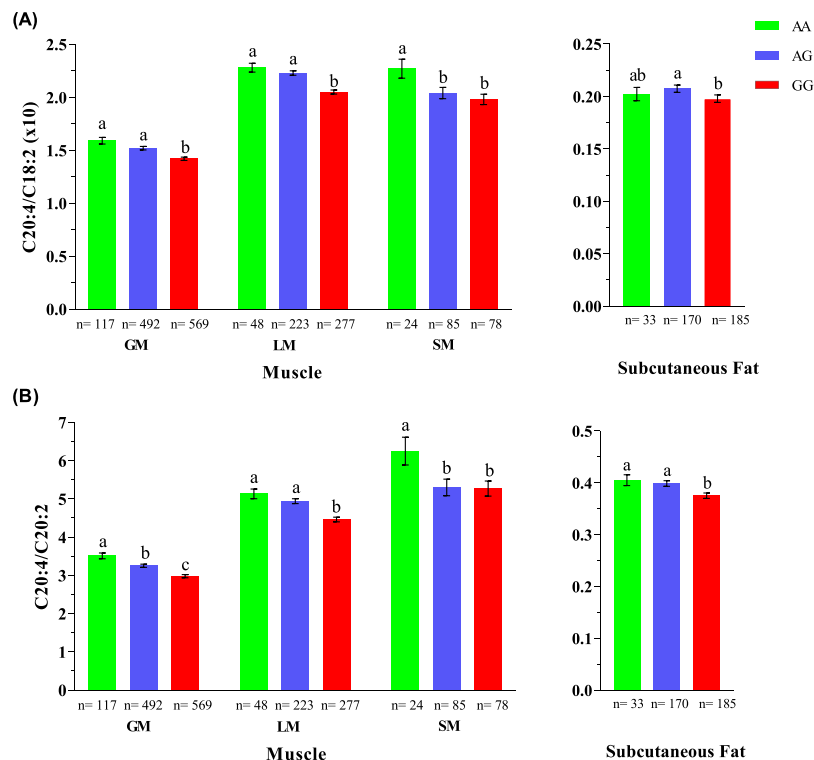 (A)
AA
AG
GG
C20:4/C18:2 (x10)
2.5
2.0
1.5
1.0
0.5
0.0
a a b
a a b
a b b
n= 117 n= 492 n= 569 n= 48 n= 223 n= 277 n= 24 n= 85 n= 78
GM LM SM
Muscle
0.25
0.20
0.15
0.10
0.05
0.00
ab a b
n= 33 n= 170 n= 185
Subcutaneous Fat
(B)
C20:4/C20:2
7
6
5
4
3
2
1
0
a b c
a a b
a b b
n= 117 n= 492 n= 569 n= 48 n= 223 n= 277 n= 24 n= 85 n= 78
GM LM SM
Muscle
0.5
0.4
0.3
0.2
0.1
0.0
a a b
n= 33 n= 170 n= 185
Subcutaneous Fat